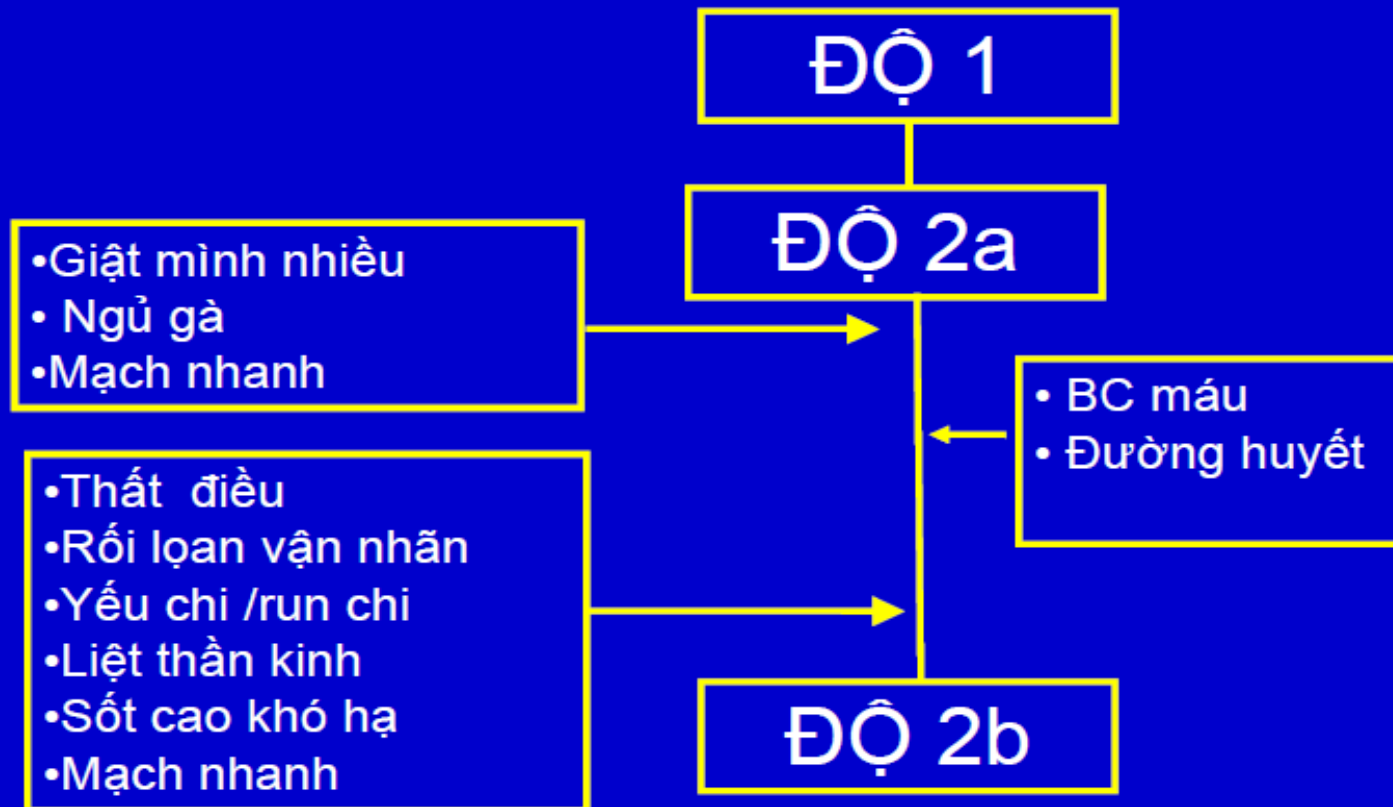 ĐỘ 1
ĐỘ 2a
•Giật mình nhiều
• Ngủ gà
•Mạch nhanh
• BC máu
• Đường huyết
•Thất điều
•Rối lọan vận nhãn
•Yếu chi /run chi
•Liệt thần kinh
•Sốt cao khó hạ
•Mạch nhanh
ĐỘ 2b